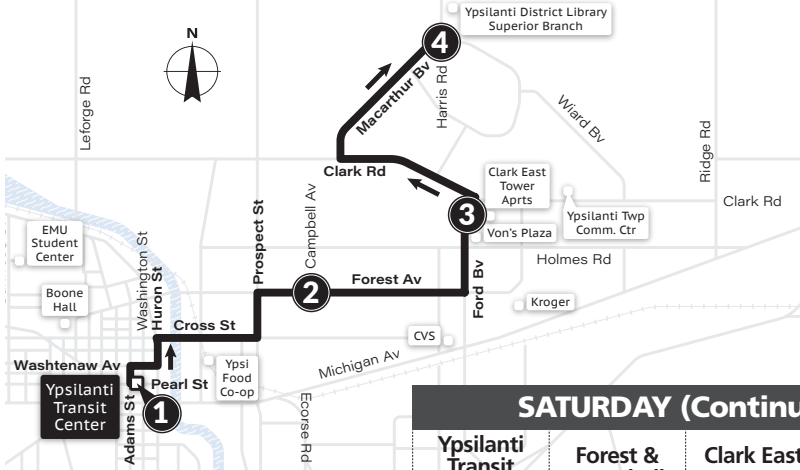 Ypsilanti District Library
Superior Branch
N
4
Leforge Rd
Macarthur Bv
Harris Rd
Wiard Bv
Ridge Rd
Clark Rd
Clark East
Tower
Aprts
Clark Rd
Ypsilanti Twp
Comm. Ctr
3
Von's Plaza
Campbell Av
Prospect St
EMU
Student
Center
Washington St
Huron St
Holmes Rd
Ford Bv
Forest Av
2
Boone
Hall
Kroger
Cross St
CVS
Michigan Av
Washtenaw Av
Pearl St
Ypsi
Food
Co-op
Ypsilanti
Transit
Center
Adams St
1
Ecorse Rd
SATURDAY (Continu
Ypsilanti
Transit
Forest &
Clark East